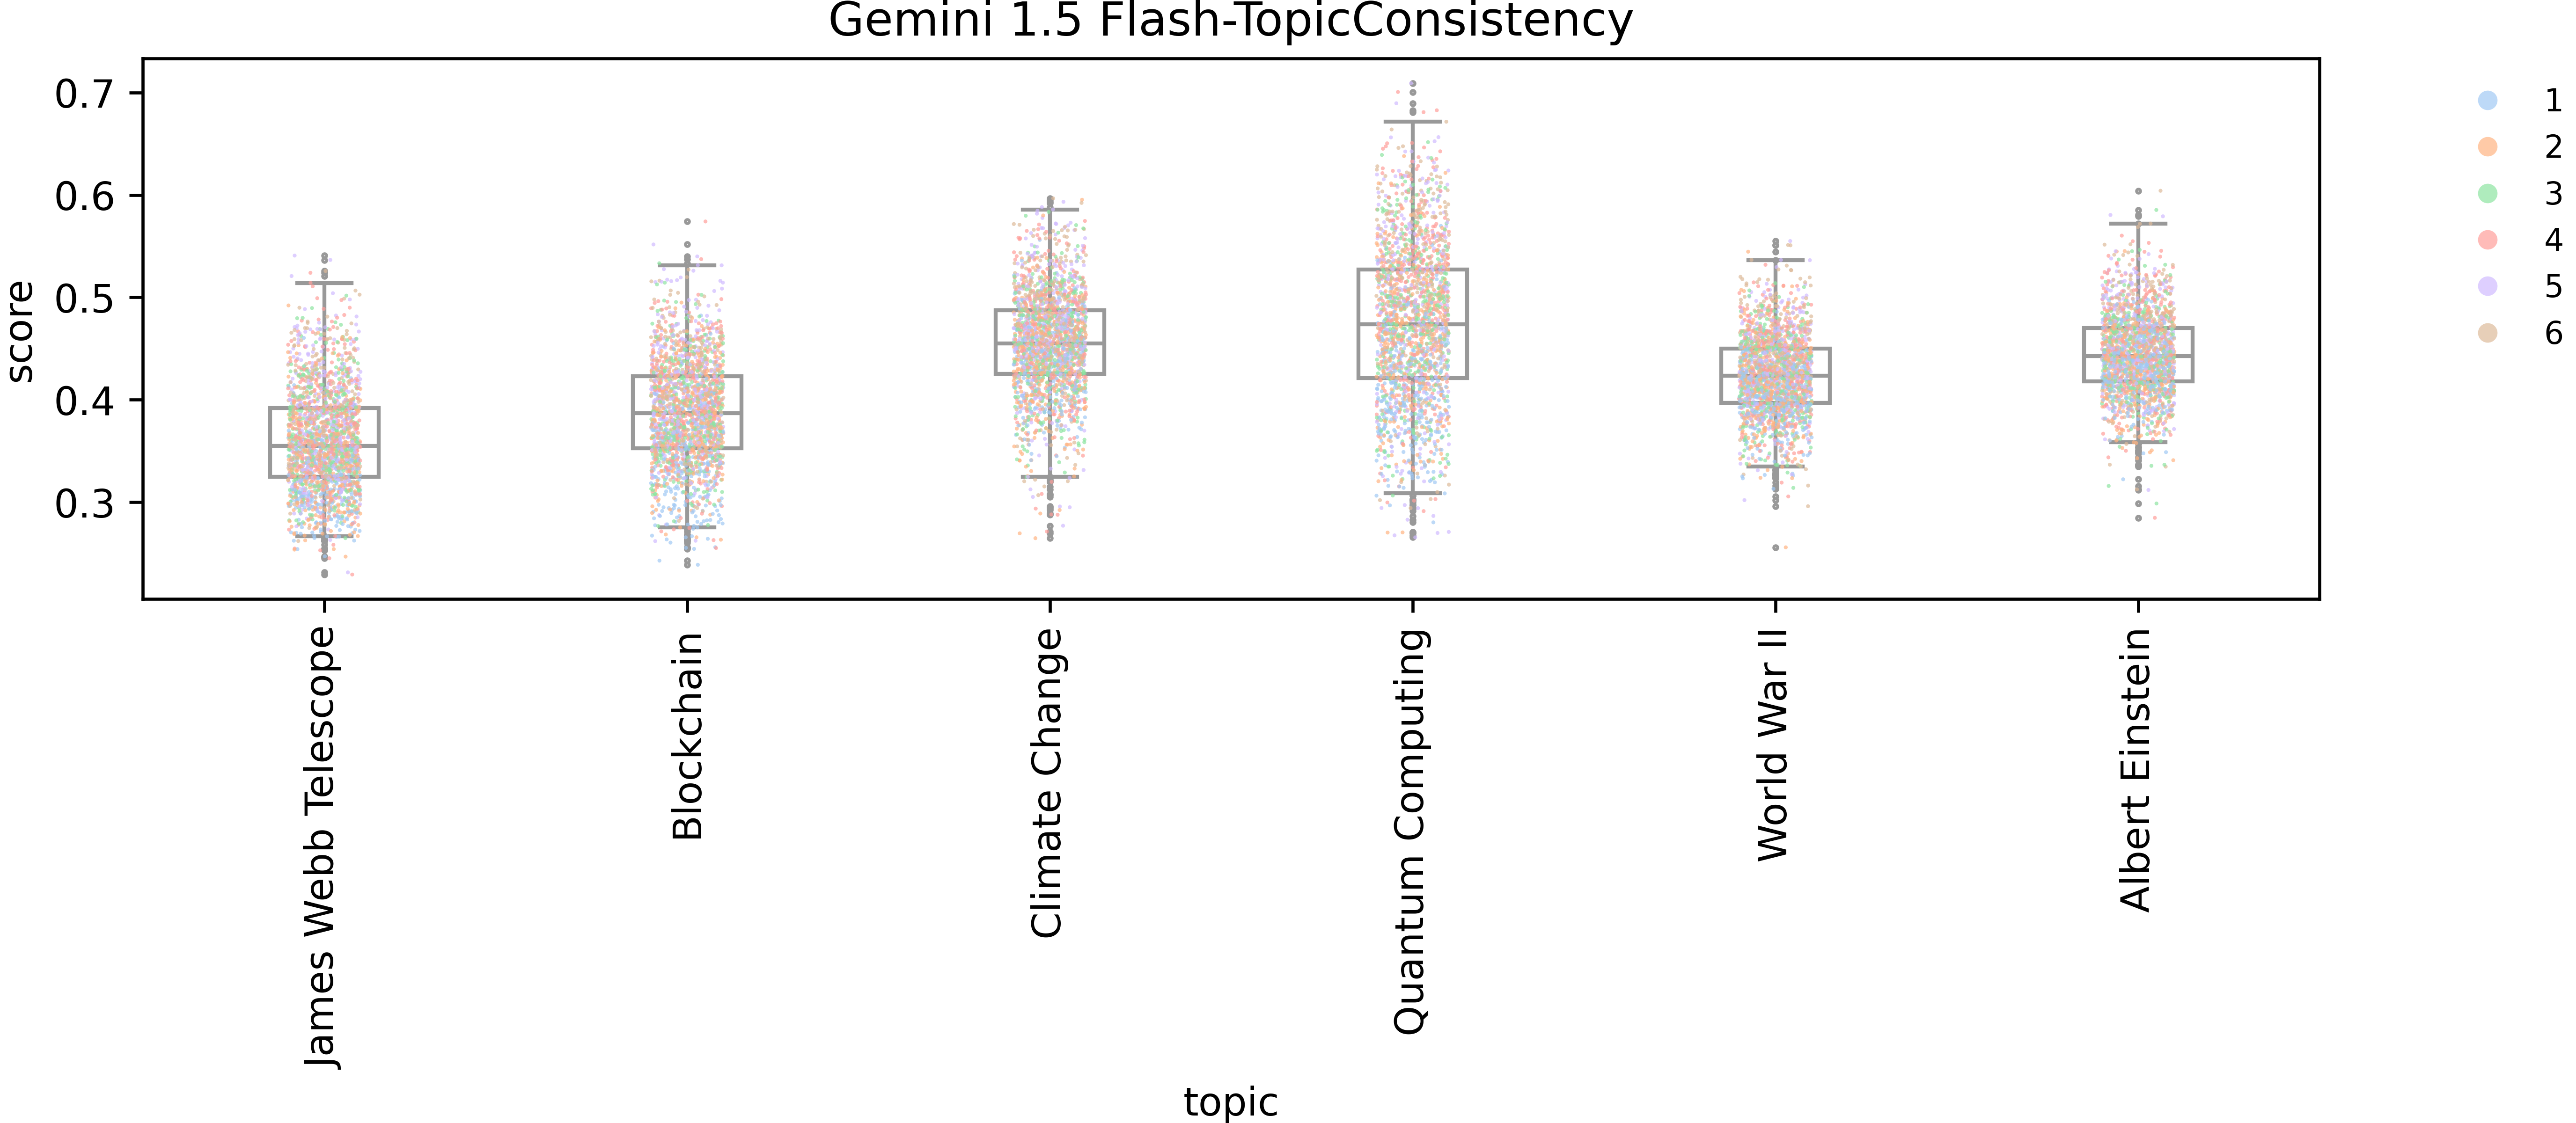 Gemini 1.5 Flash-TopicConsistency
score
0.7
0.6
0.5
0.4
0.3
James Webb Telescope
Blockchain
Climate Change
Quantum Computing
World War II
Albert Einstein
topic
1
2
3
4
5
6